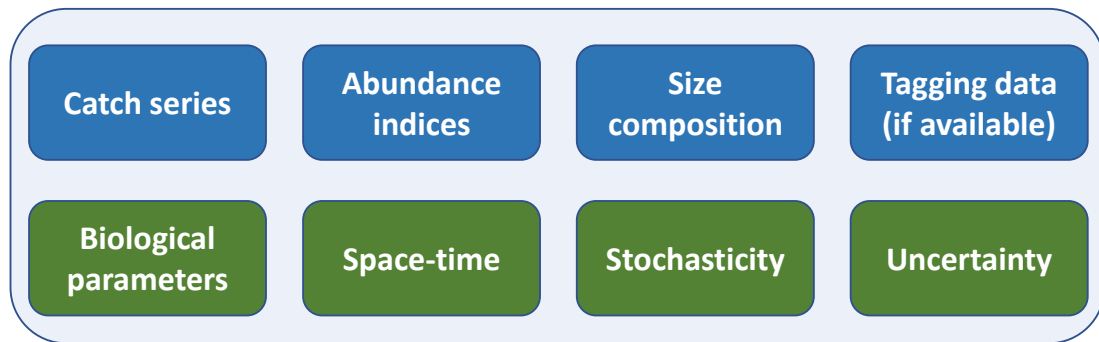 Catch series
Abundance
indices
Size
composition
Tagging data
(if available)
Biological
parameters
Space-time
Stochasticity
Uncertainty